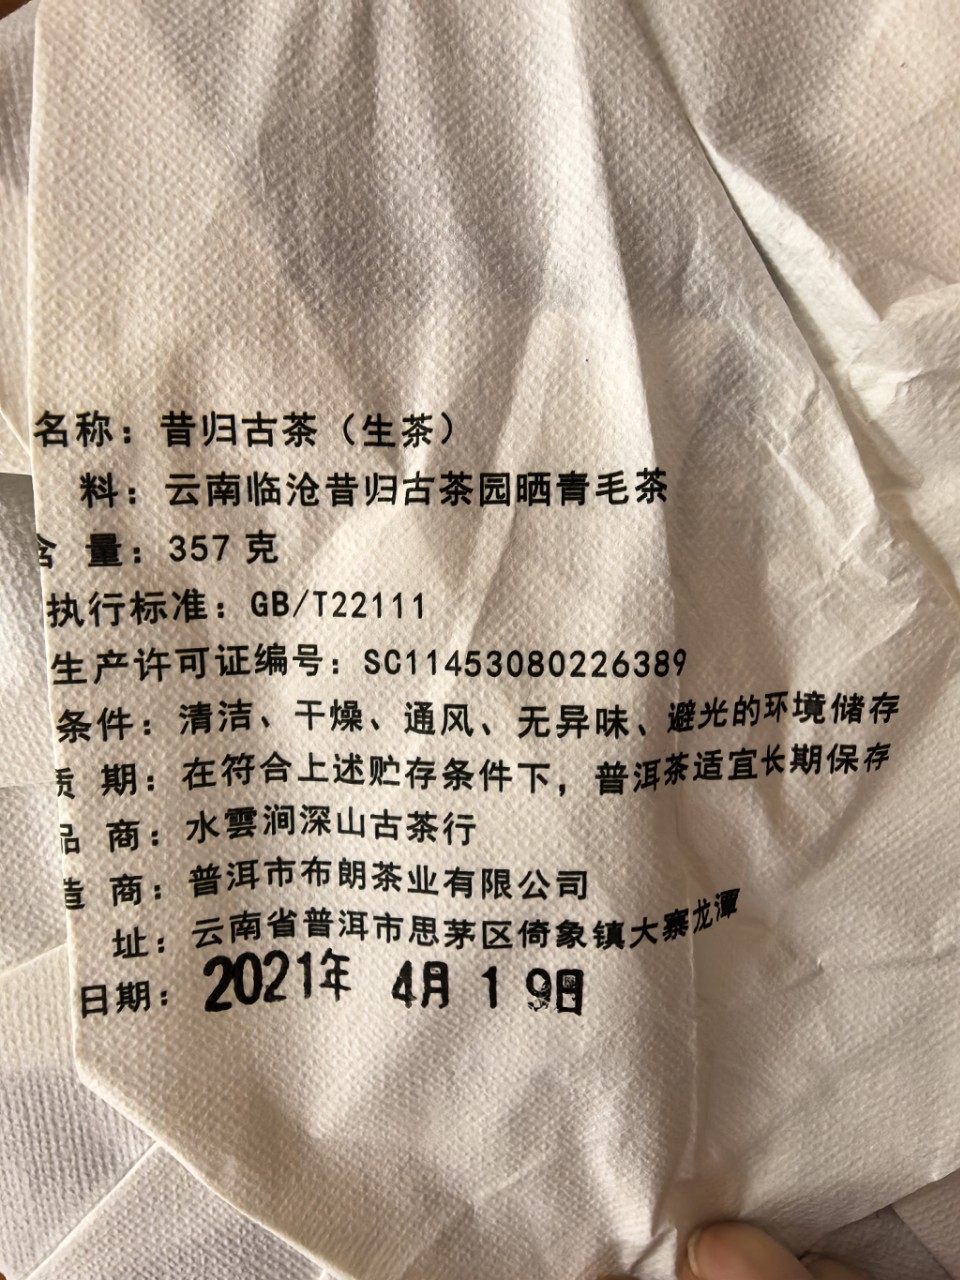 名称：昔归古茶（生茶）
料：云南临沧昔归古茶园晒青毛茶
含 量：357 克
执行标准：GB/T22111
生产许可证编号：SC11453080226389
条件：清洁、干燥、通风、无异味、避光的环境储存
质 期：在符合上述贮存条件下，普洱茶适宜长期保存
品 商：水雲涧深山古茶行
造 商：普洱市布朗茶业有限公司
址：云南省普洱市思茅区倚象镇大寨龙潭
日期：2021年 4月 1 9日